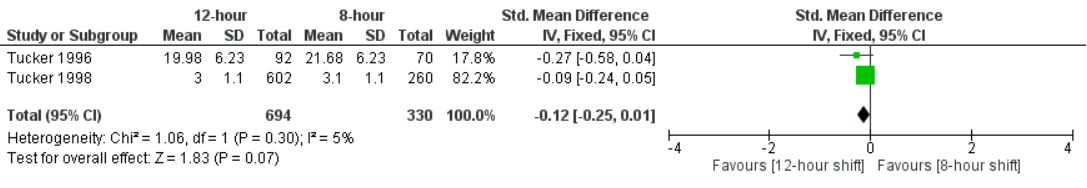 12-hour 8-hour Std. Mean Difference Std. Mean Difference
Study or Subgroup Mean SD Total Mean SD Total Weight IV, Fixed, 95% CI IV, Fixed, 95% CI
Tucker 1996 19.98 6.23 92 21.68 6.23 70 17.8% -0.27 [-0.58, 0.04]
Tucker 1998 3 1.1 602 3.1 1.1 260 82.2% -0.09 [-0.24, 0.05]
Total (95% CI) 694 330 100.0% -0.12 [-0.25, 0.01]
Heterogeneity: Chi² = 1.06, df = 1 (P = 0.30); I² = 5%
Test for overall effect: Z = 1.83 (P = 0.07)
-4 -2 0 2 4
Favours [12-hour shift] Favours [8-hour shift]